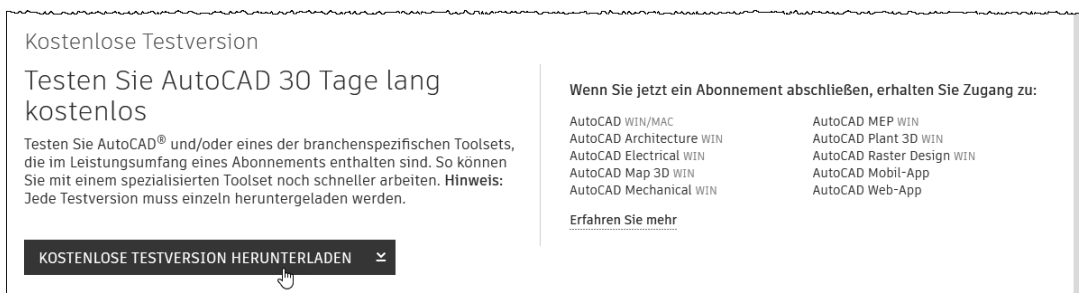 Kostenlose Testversion
Testen Sie AutoCAD 30 Tage lang
kostenlos
Testen Sie AutoCAD® und/oder eines der branchenspezifischen Toolsets,
die im Leistungsumfang eines Abonnements enthalten sind. So können
Sie mit einem spezialisierten Toolset noch schneller arbeiten. Hinweis:
Jede Testversion muss einzeln heruntergeladen werden.
KOSTENLOSE TESTVERSION HERUNTERLADEN
Wenn Sie jetzt ein Abonnement abschließen, erhalten Sie Zugang zu:
AutoCAD WIN/MAC
AutoCAD Architecture WIN
AutoCAD Electrical WIN
AutoCAD Map 3D WIN
AutoCAD Mechanical WIN
AutoCAD MEP WIN
AutoCAD Plant 3D WIN
AutoCAD Raster Design WIN
AutoCAD Mobil-App
AutoCAD Web-App
Erfahren Sie mehr